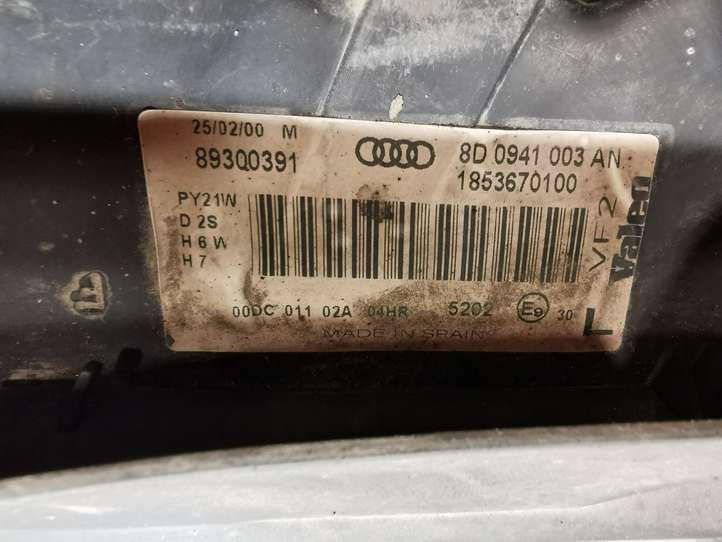 25/02/00 M
89300391
8D 0941 003 AN
1853670100
PY21W
D 2S
H 6 W
H 7
VF2
Valeo
00DC 011 02A 04HR 5202 E9 30
L
MADE IN SPAIN